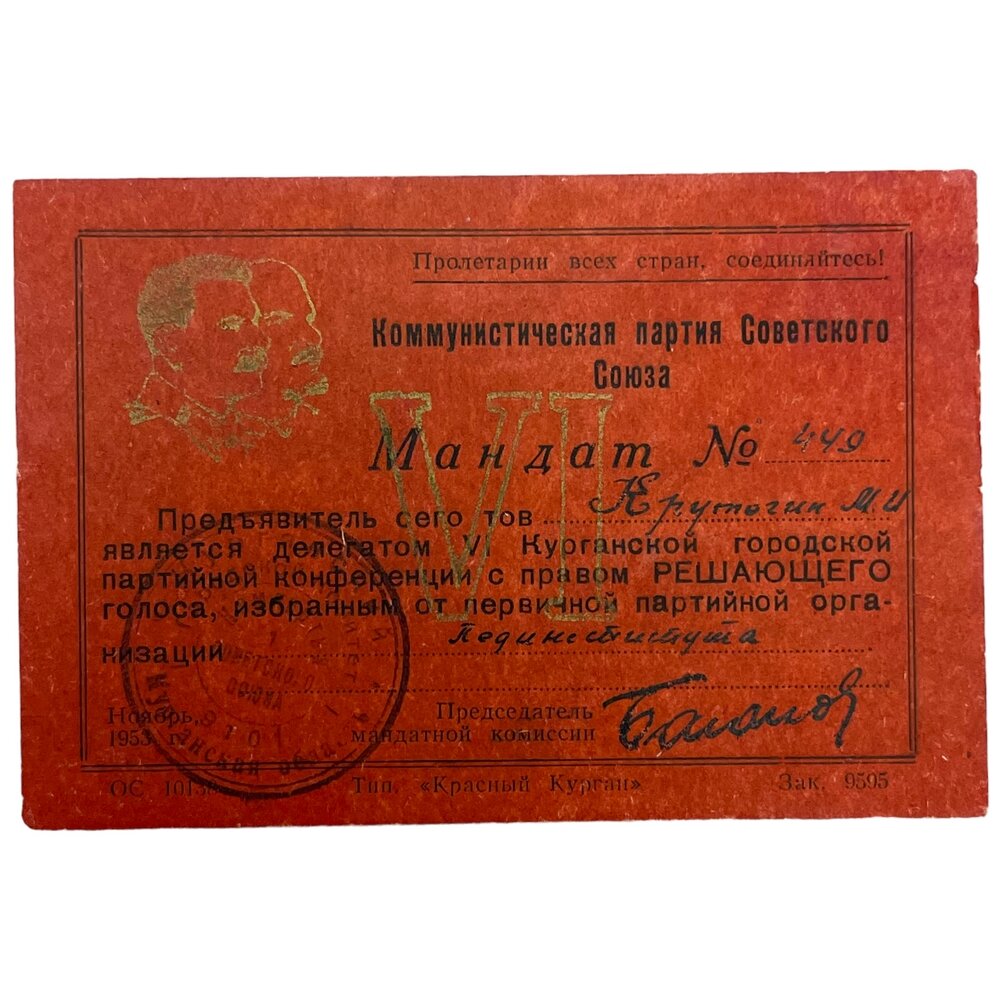 Пролетарии всех стран, соединяйтесь!
Коммунистическая партия Советского
Союза
VI
Мандат № 449
Предъявитель сего тов М.И
является делегатом VI Курганской городской
партийной конференции с правом РЕШАЮЩЕГО
голоса, избранным от первичной партийной орга-
низации Пединститута
Ноябрь,
1953 г.
Председатель
мандатной комиссии
Тип. «Красный Курган»
Зак. 9595
СОЮЗА